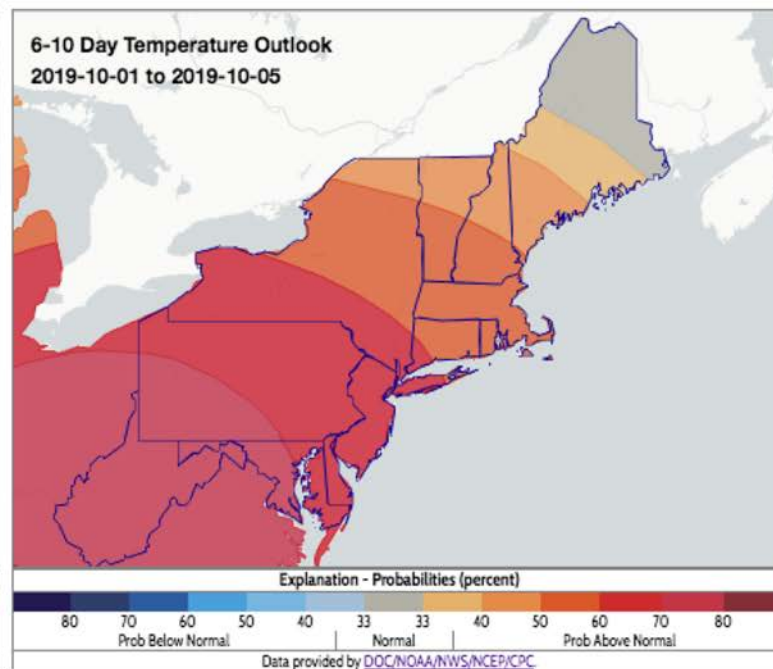 6-10 Day Temperature Outlook
2019-10-01 to 2019-10-05
Explanation - Probabilities (percent)
80 70 60 50 40 33 33 40 50 60 70 80
Prob Below Normal | Normal | Prob Above Normal
Data provided by DOC/NOAA/NWS/NCEP/CPC